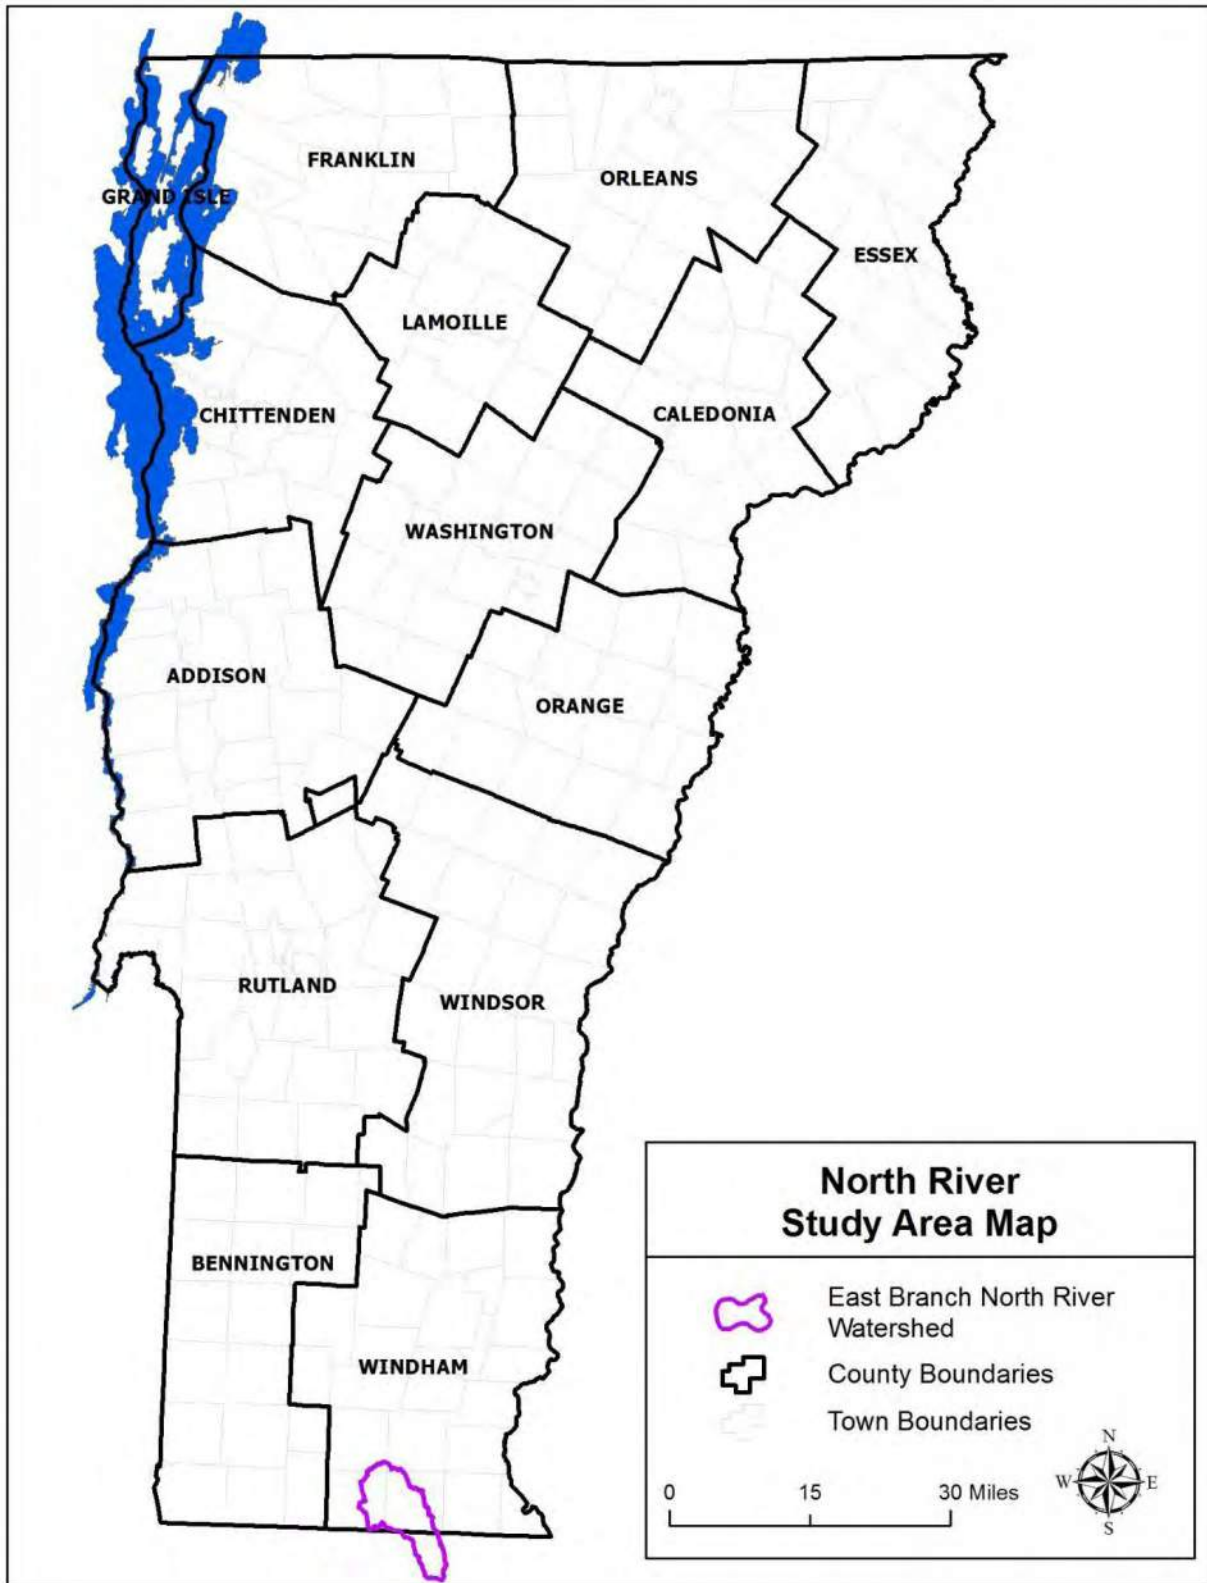 FRANKLIN
ORLEANS
GRAND ISLE
ESSEX
LAMOILLE
CHITTENDEN
CALEDONIA
WASHINGTON
ADDISON
ORANGE
RUTLAND
WINDSOR
BENNINGTON
WINDHAM
North River
Study Area Map
East Branch North River
Watershed
County Boundaries
Town Boundaries
0 15 30 Miles
N
W E
S